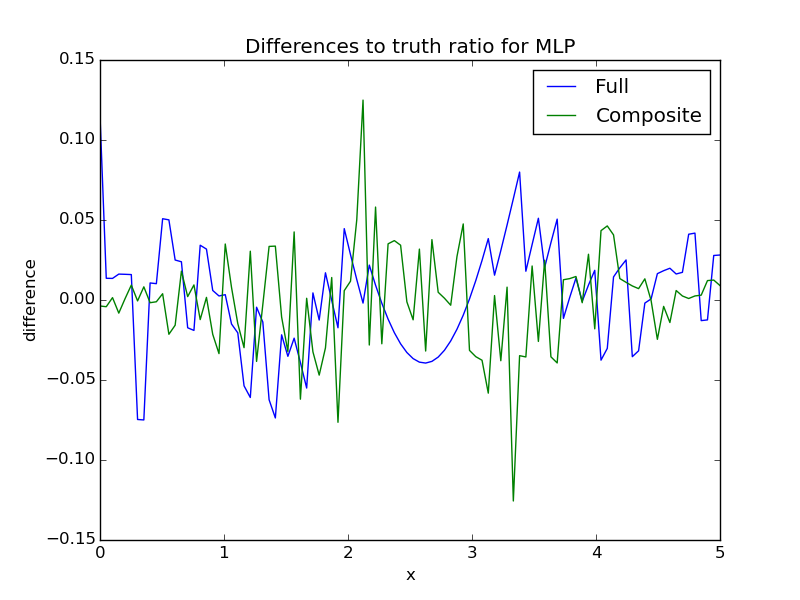 Differences to truth ratio for MLP
0.15
0.10
0.05
0.00
−0.05
−0.10
−0.15
difference
Full
Composite
0 1 2 3 4 5
x